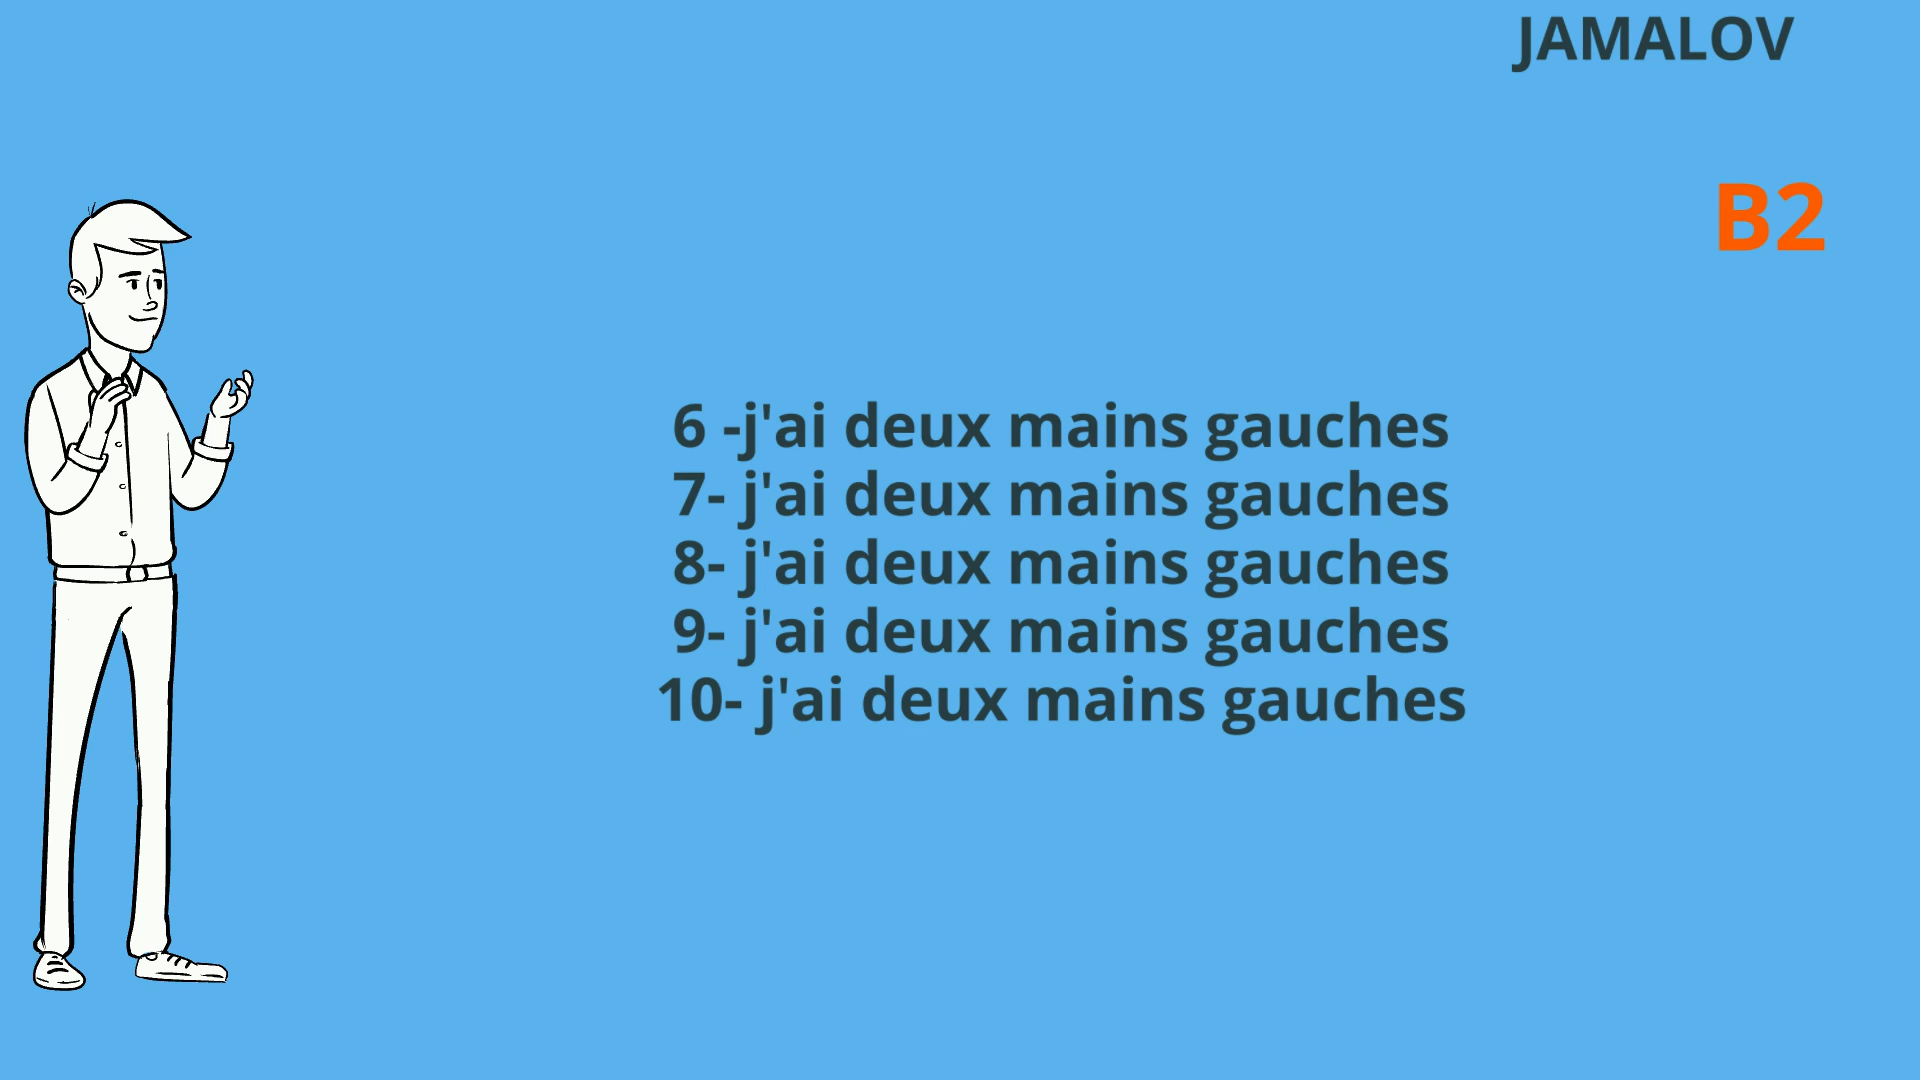 JAMALOV
B2
6 -j'ai deux mains gauches
7- j'ai deux mains gauches
8- j'ai deux mains gauches
9- j'ai deux mains gauches
10- j'ai deux mains gauches